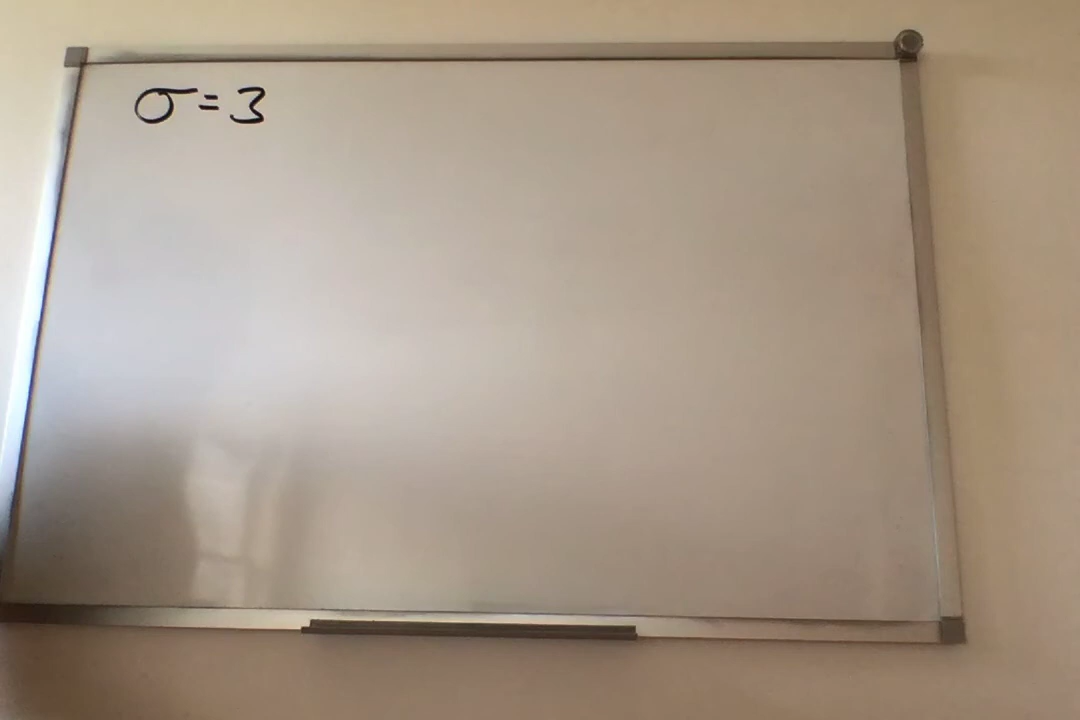 σ = 3